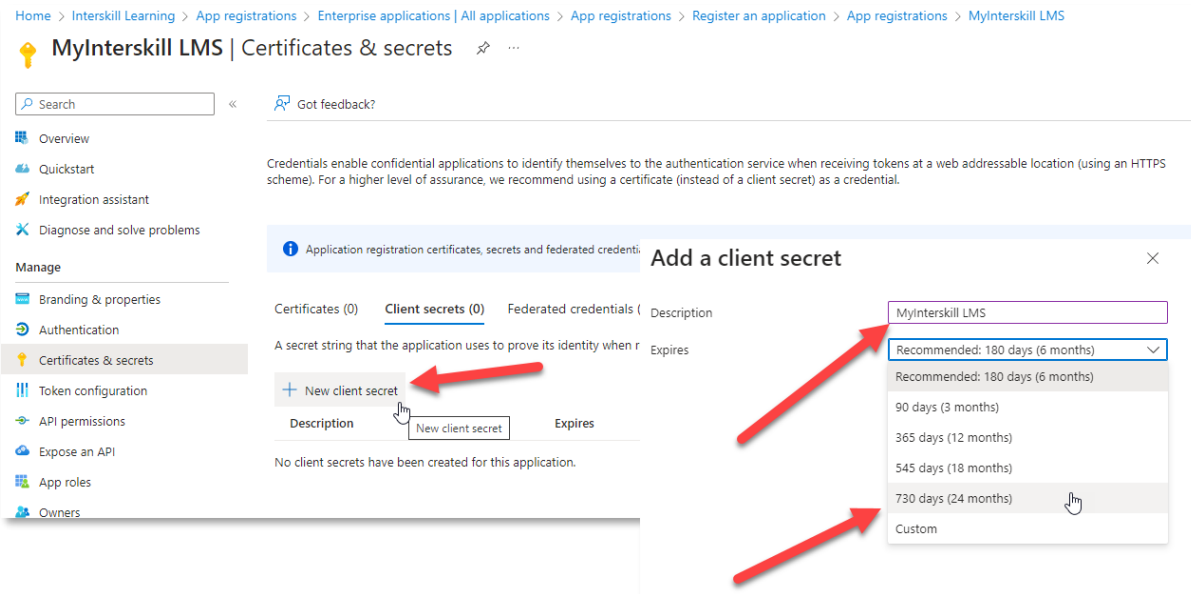 Home > Interskill Learning > App registrations > Enterprise applications | All applications > App registrations > Register an application > App registrations > MyInterskill LMS
MyInterskill LMS | Certificates & secrets
Search
Got feedback?
Overview
Quickstart
Integration assistant
Diagnose and solve problems
Manage
Branding & properties
Authentication
Certificates & secrets
Token configuration
API permissions
Expose an API
App roles
Owners
Credentials enable confidential applications to identify themselves to the authentication service when receiving tokens at a web addressable location (using an HTTPS
scheme). For a higher level of assurance, we recommend using a certificate (instead of a client secret) as a credential.
Application registration certificates, secrets and federated credenti
Certificates (0) Client secrets (0) Federated credentials (
A secret string that the application uses to prove its identity when r
New client secret
New client secret
Description Expires
No client secrets have been created for this application.
Add a client secret
Description MyInterskill LMS
Expires Recommended: 180 days (6 months)
Recommended: 180 days (6 months)
90 days (3 months)
365 days (12 months)
545 days (18 months)
730 days (24 months)
Custom